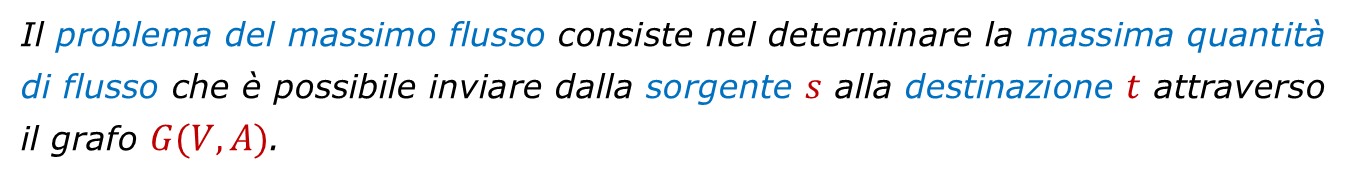 Il problema del massimo flusso consiste nel determinare la massima quantità
di flusso che è possibile inviare dalla sorgente s alla destinazione t attraverso
il grafo G(V, A).